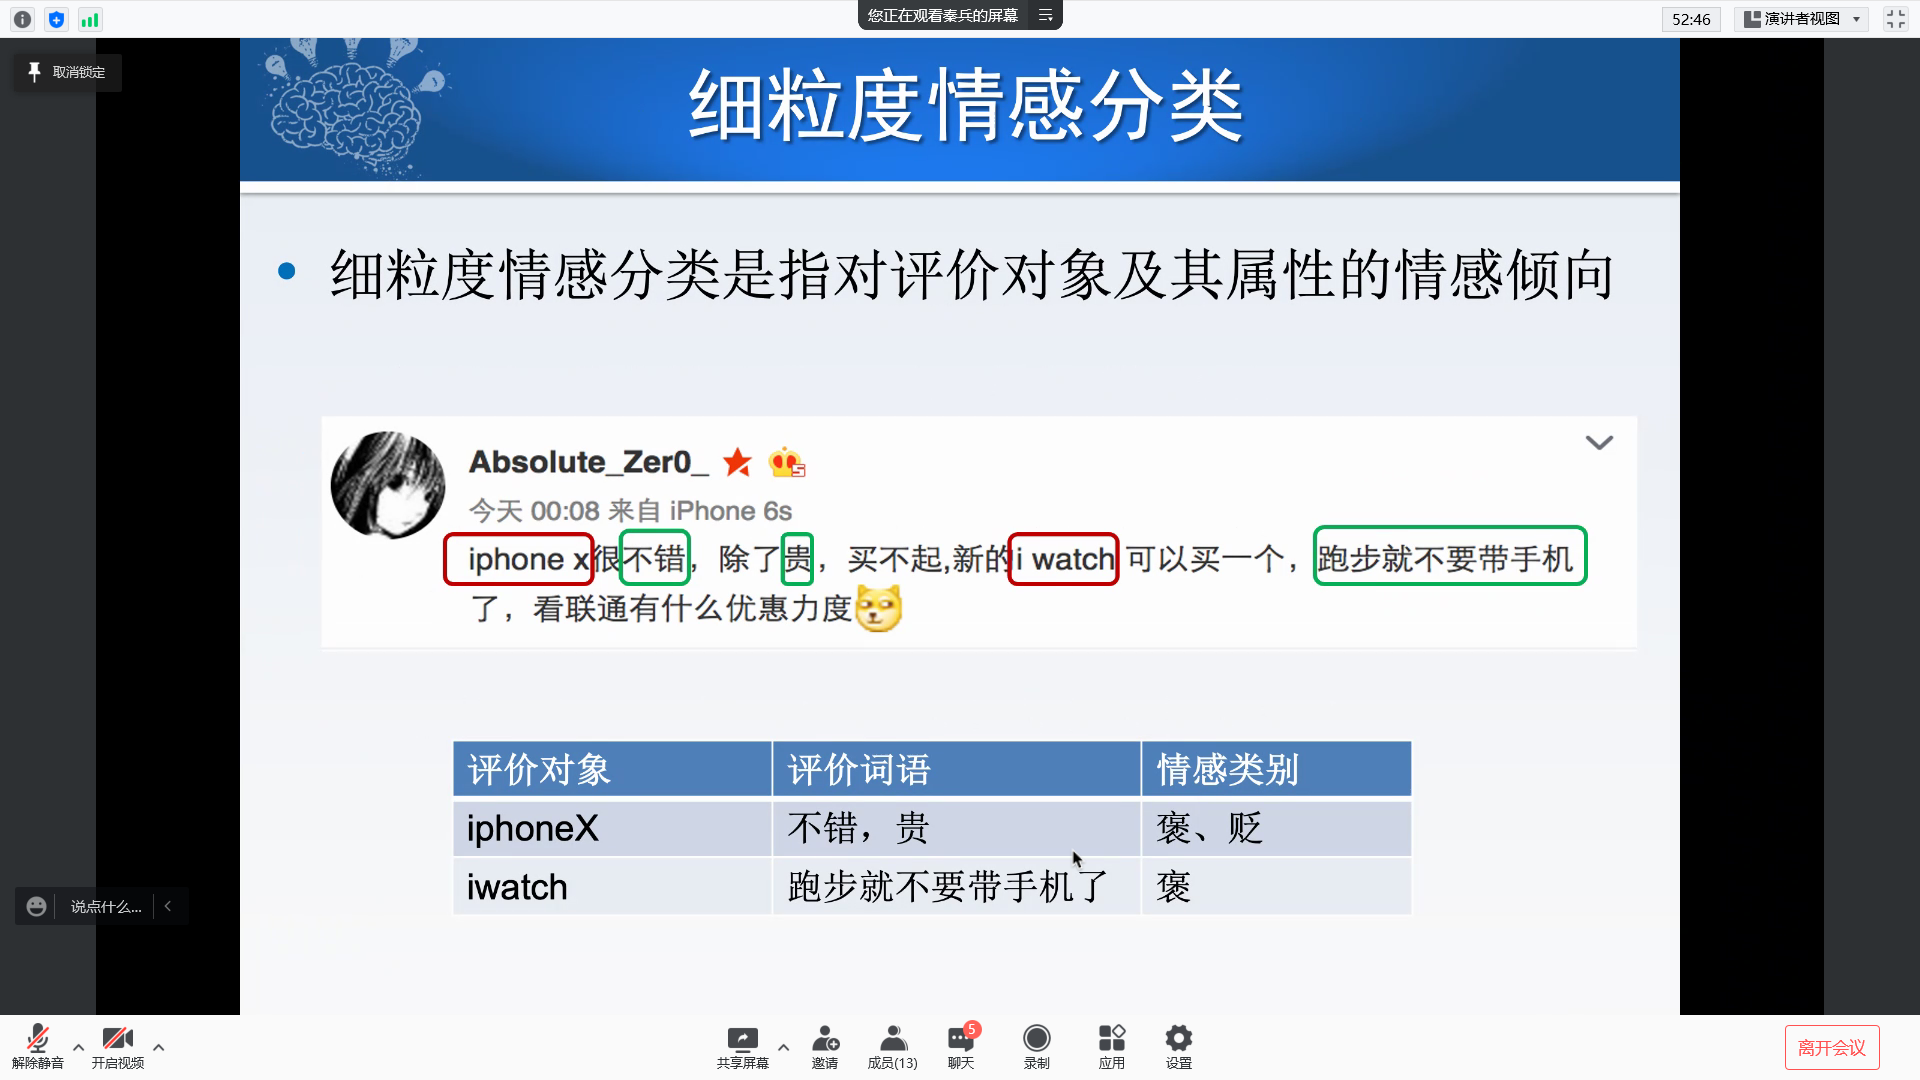 您正在观看秦兵的屏幕
52:46
演讲者视图
取消锁定
细粒度情感分类
• 细粒度情感分类是指对评价对象及其属性的情感倾向
Absolute_Zer0_
5
今天 00:08 来自 iPhone 6s
iphone x很不错，除了贵，买不起,新的i watch 可以买一个，跑步就不要带手机
了，看联通有什么优惠力度
评价对象 评价词语 情感类别
iphoneX 不错，贵 褒、贬
iwatch 跑步就不要带手机了 褒
说点什么...
解除静音 开启视频 共享屏幕 邀请 成员(13) 聊天 5 录制 应用 设置 离开会议